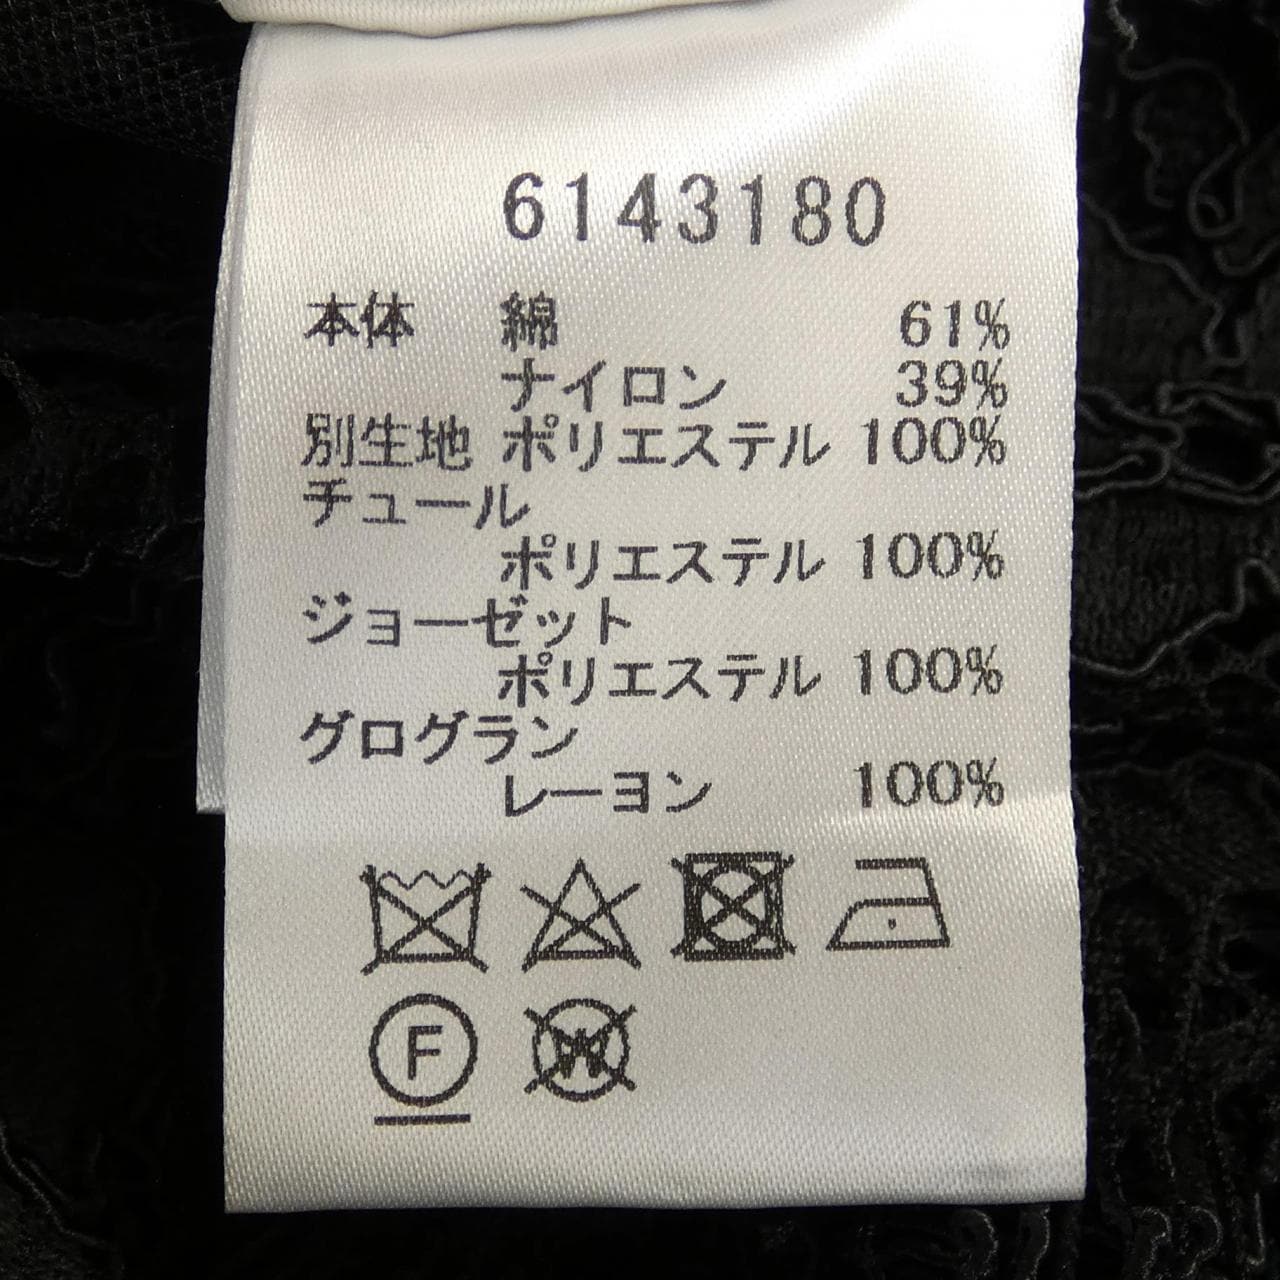 6143180
本体 綿 61%
ナイロン 39%
別生地 ポリエステル 100%
チュール
ポリエステル 100%
ジョーゼット
ポリエステル 100%
グログラン
レーヨン 100%
F W